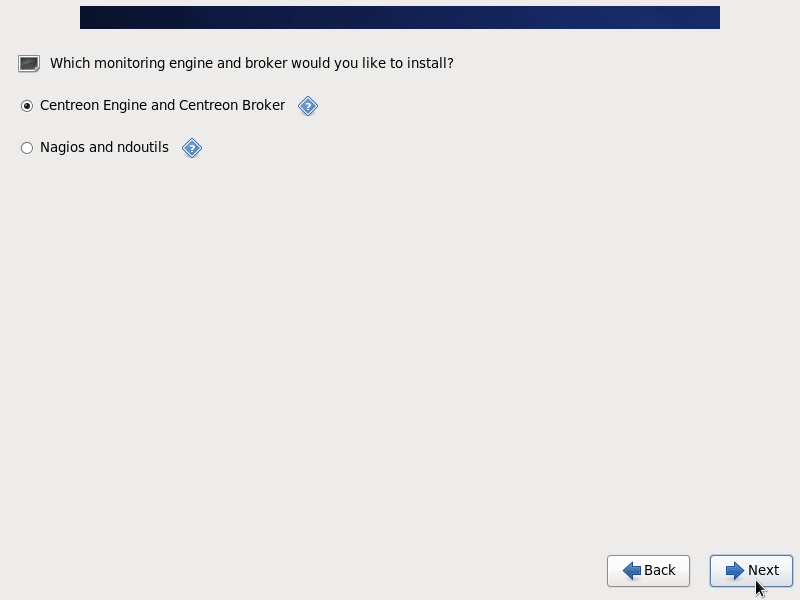 Which monitoring engine and broker would you like to install?
Centreon Engine and Centreon Broker
Nagios and ndoutils
Back
Next